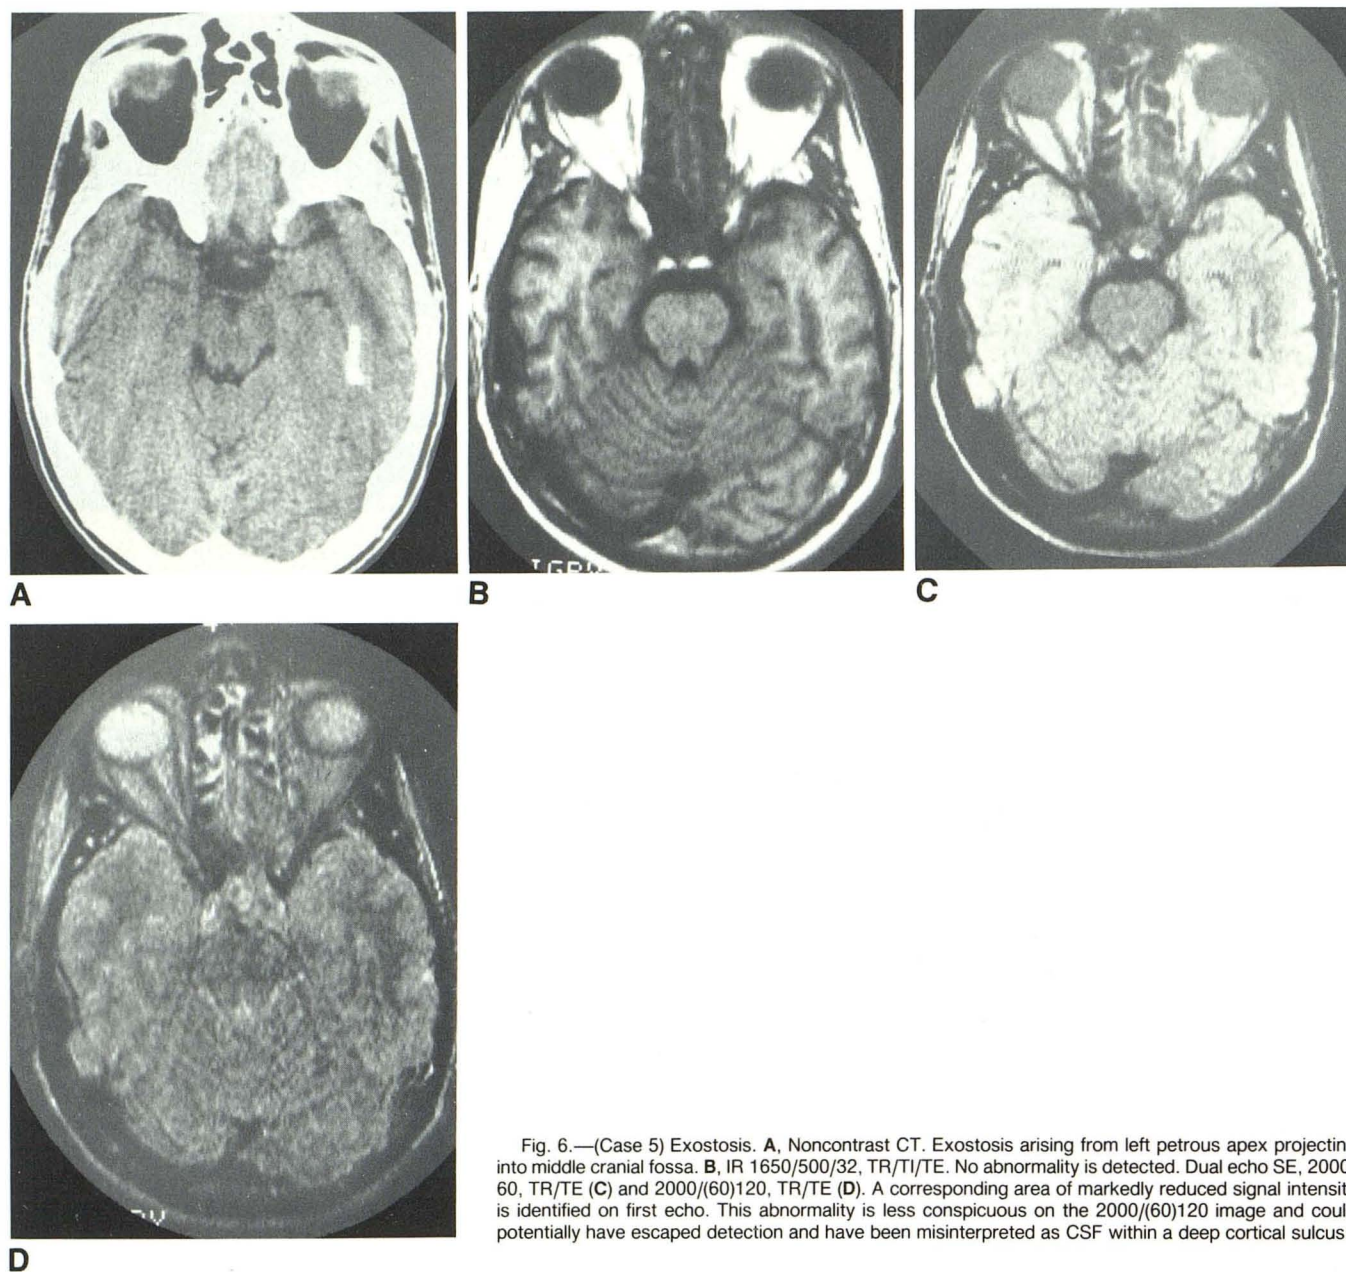 A
B
C
D
Fig. 6.—(Case 5) Exostosis. A, Noncontrast CT. Exostosis arising from left petrous apex projectin
into middle cranial fossa. B, IR 1650/500/32, TR/TI/TE. No abnormality is detected. Dual echo SE, 2000
60, TR/TE (C) and 2000/(60)120, TR/TE (D). A corresponding area of markedly reduced signal intensit
is identified on first echo. This abnormality is less conspicuous on the 2000/(60)120 image and coul
potentially have escaped detection and have been misinterpreted as CSF within a deep cortical sulcus